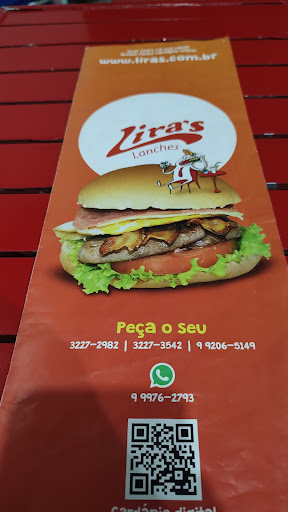 www.liras.com.br
Lira's
Lanches
Peça o seu
3227-2982 | 3227-3542 | 9 9206-5149
9 9976-2793
Cardápio digital